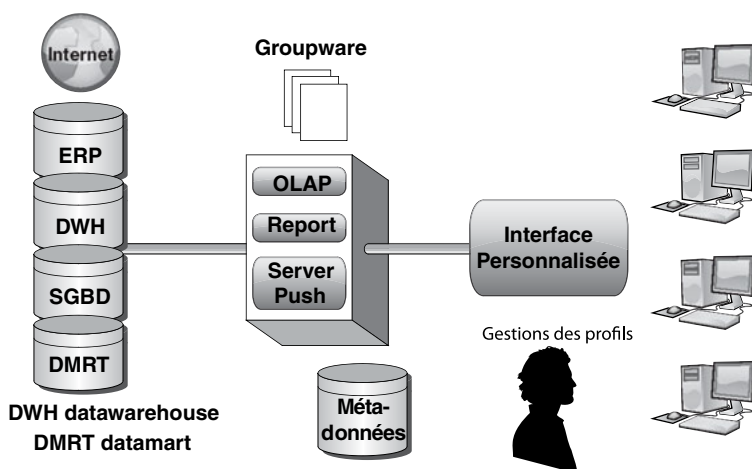 Internet
Groupware
ERP
DWH
SGBD
DMRT
DWH datawarehouse
DMRT datamart
OLAP
Report
Server
Push
Interface
Personnalisée
Gestions des profils
Méta-
données